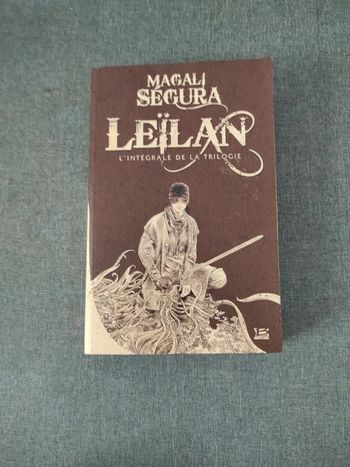 MAGALI
SÉGURA
LEÏLAN
L'INTÉGRALE DE LA TRILOGIE